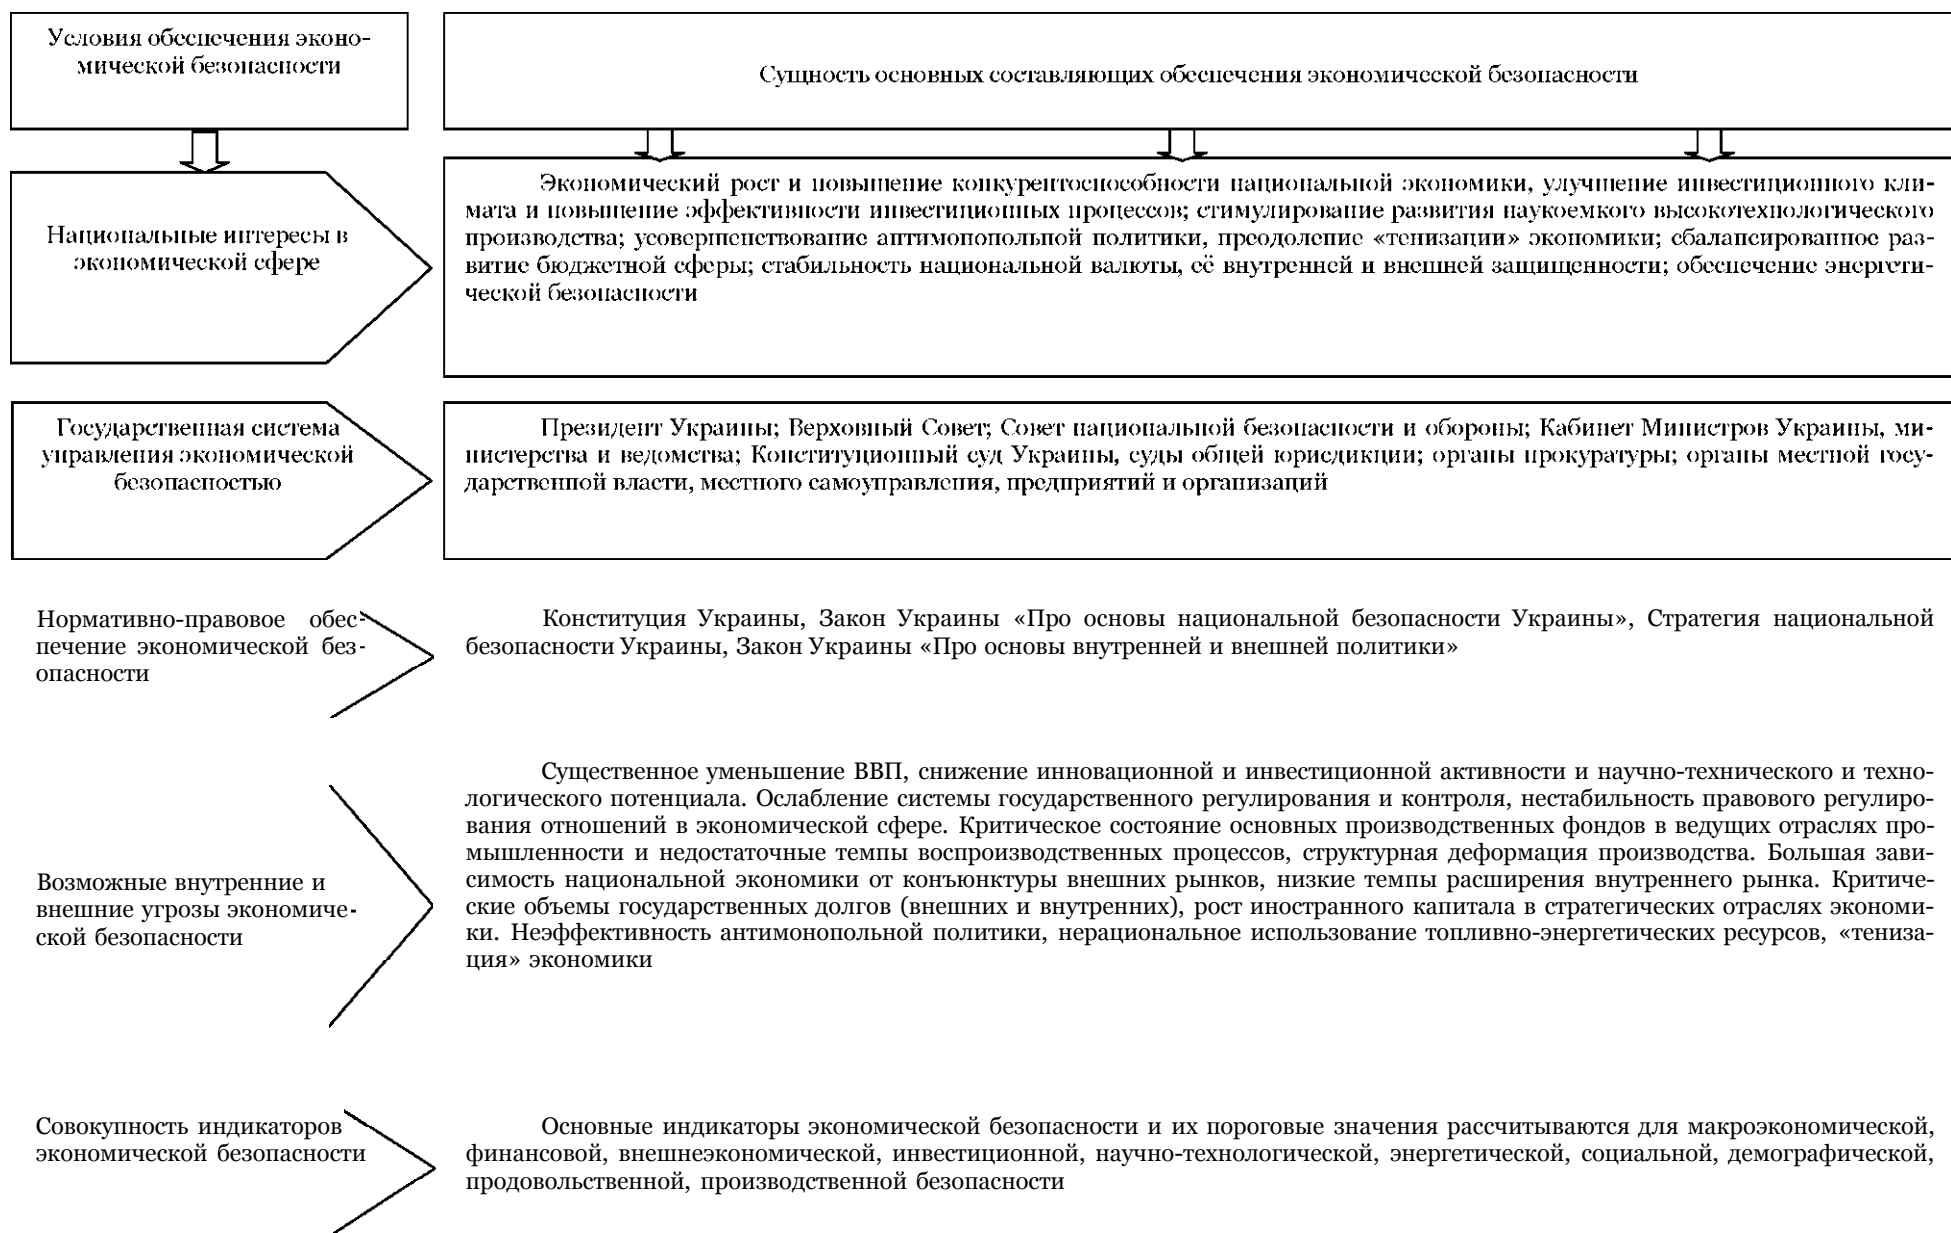 Условия обеспечения эконо-
мической безопасности
Сущность основных составляющих обеспечения экономической безопасности
Национальные интересы в
экономической сфере
Экономический рост и повышение конкурентоспособности национальной экономики, улучшение инвестиционного кли-
мата и повышение эффективности инвестиционных процессов; стимулирование развития наукоемкого высокотехнологического
производства; усовершенствование антимонопольной политики, преодоление «тенизации» экономики; сбалансированное раз-
витие бюджетной сферы; стабильность национальной валюты, её внутренней и внешней защищенности; обеспечение энергети-
ческой безопасности
Государственная система
управления экономической
безопасностью
Президент Украины; Верховный Совет; Совет национальной безопасности и обороны; Кабинет Министров Украины, ми-
нистерства и ведомства; Конституционный суд Украины, суды общей юрисдикции; органы прокуратуры; органы местной госу-
дарственной власти, местного самоуправления, предприятий и организаций
Нормативно-правовое обес-
печение экономической без-
опасности
Конституция Украины, Закон Украины «Про основы национальной безопасности Украины», Стратегия национальной
безопасности Украины, Закон Украины «Про основы внутренней и внешней политики»
Возможные внутренние и
внешние угрозы экономиче-
ской безопасности
Существенное уменьшение ВВП, снижение инновационной и инвестиционной активности и научно-технического и техно-
логического потенциала. Ослабление системы государственного регулирования и контроля, нестабильность правового регулиро-
вания отношений в экономической сфере. Критическое состояние основных производственных фондов в ведущих отраслях про-
мышленности и недостаточные темпы воспроизводственных процессов, структурная деформация производства. Большая зави-
симость национальной экономики от конъюнктуры внешних рынков, низкие темпы расширения внутреннего рынка. Критиче-
ские объемы государственных долгов (внешних и внутренних), рост иностранного капитала в стратегических отраслях экономи-
ки. Неэффективность антимонопольной политики, нерациональное использование топливно-энергетических ресурсов, «тениза-
ция» экономики
Совокупность индикаторов
экономической безопасности
Основные индикаторы экономической безопасности и их пороговые значения рассчитываются для макроэкономической,
финансовой, внешнеэкономической, инвестиционной, научно-технологической, энергетической, социальной, демографической,
продовольственной, производственной безопасности